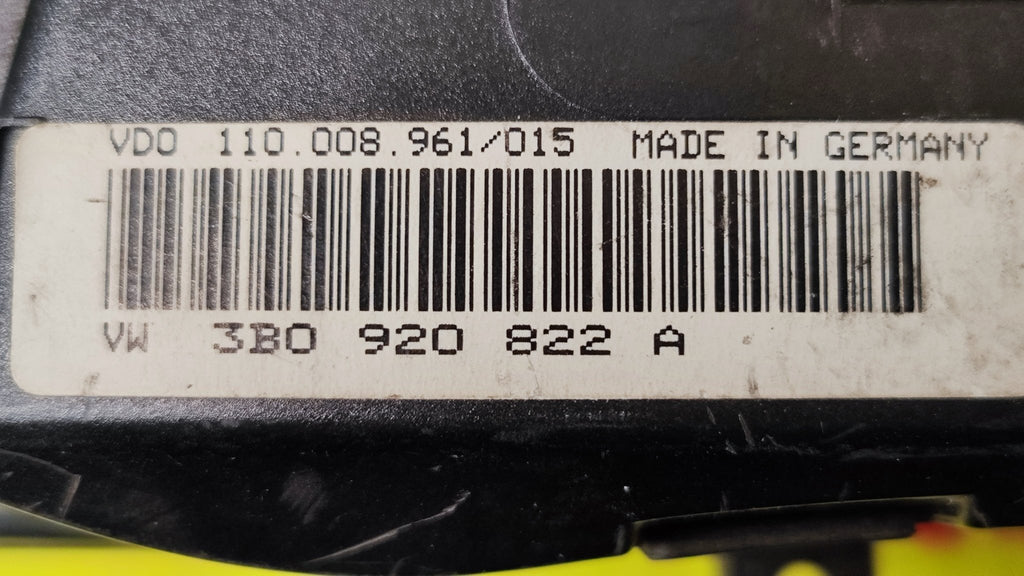 VDO 110.008.961/015 MADE IN GERMANY
VW 3B0 920 822 A